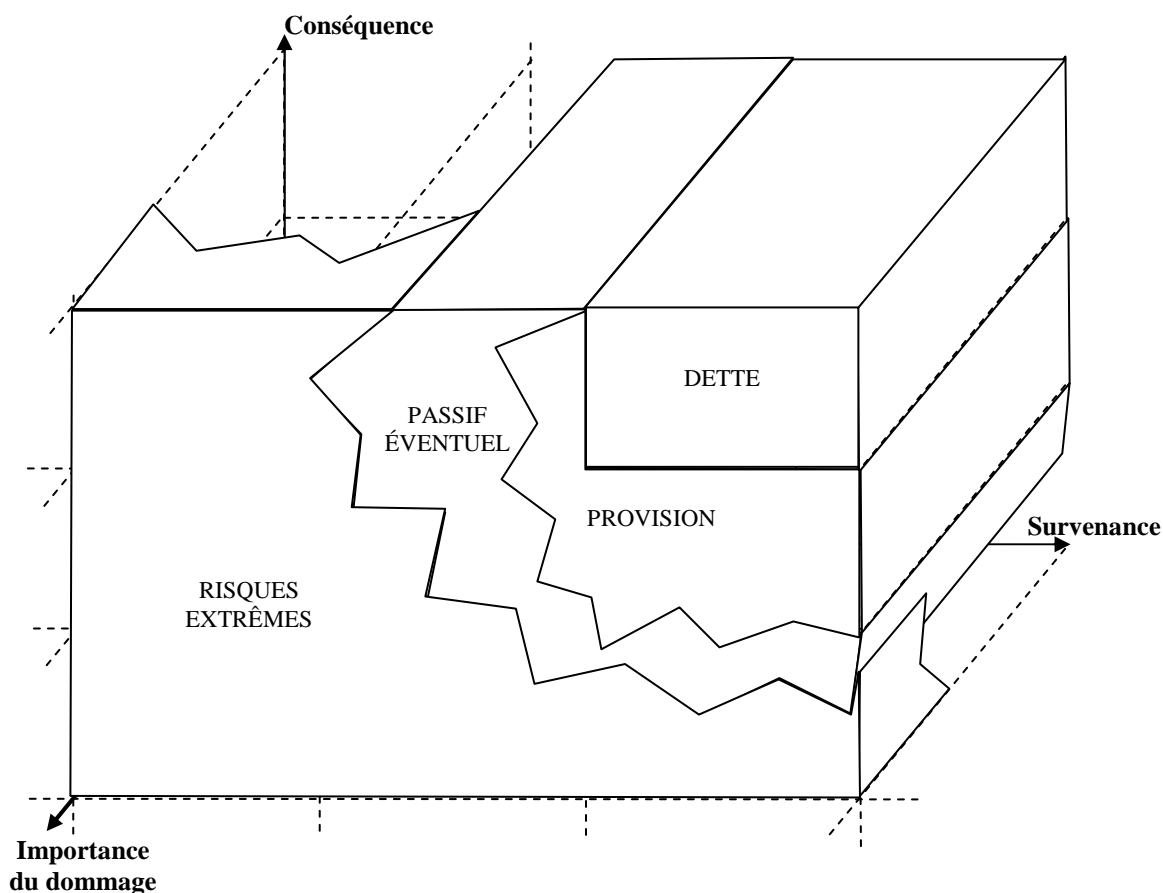 Conséquence
DETTE
PASSIF
ÉVENTUEL
PROVISION
Survenance
RISQUES
EXTRÊMES
Importance
du dommage